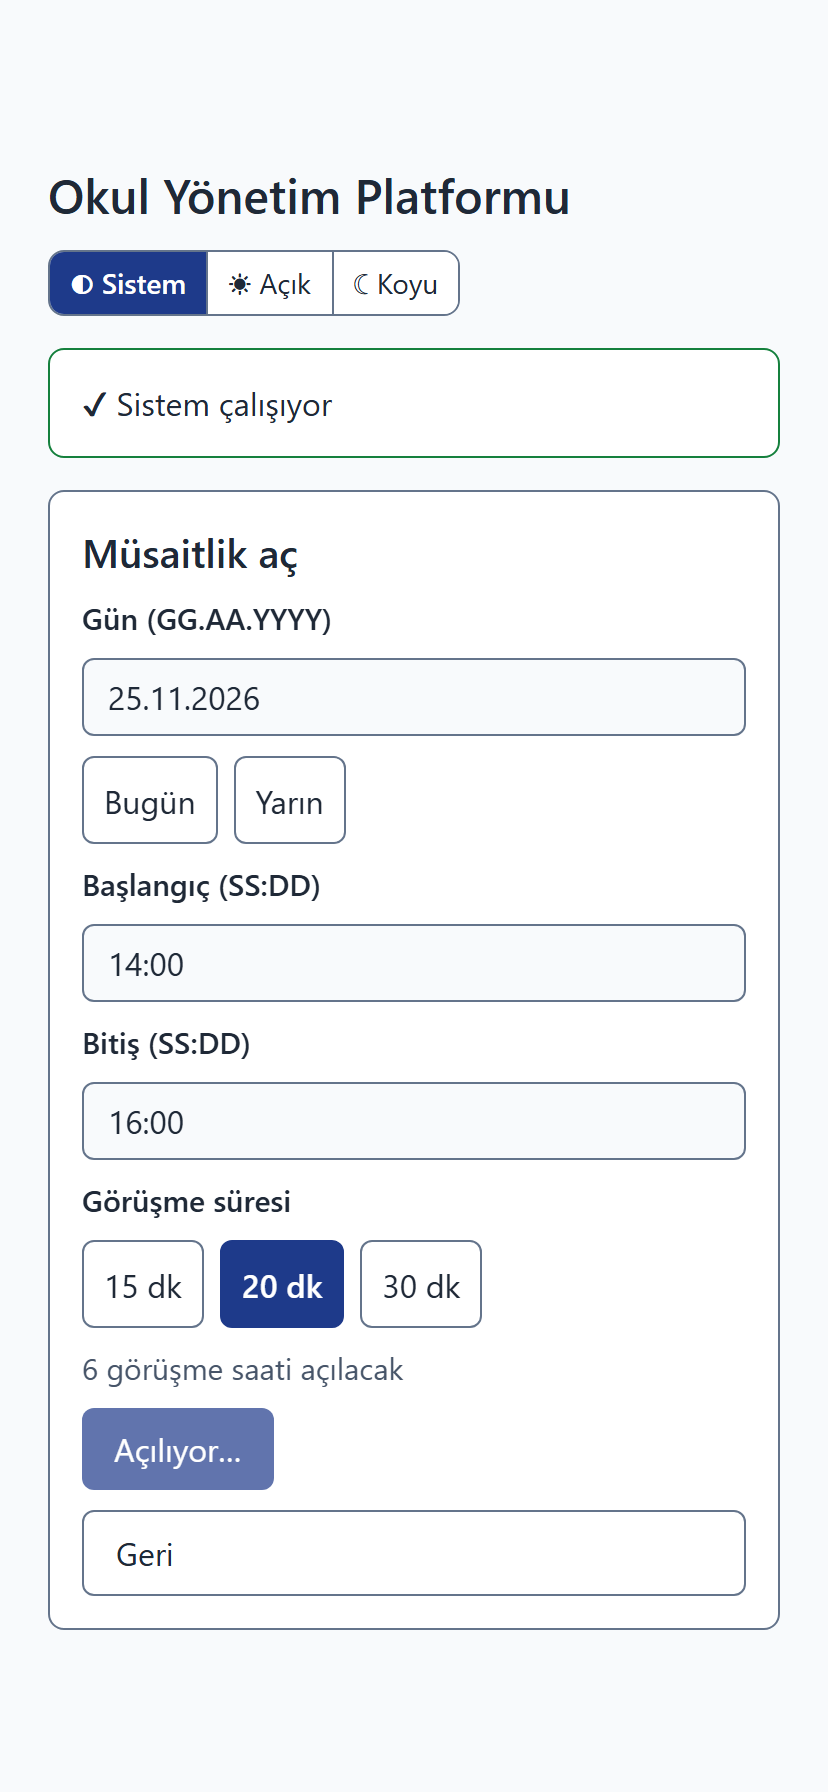 Okul Yönetim Platformu
◐ Sistem ☀ Açık ☾ Koyu
✓ Sistem çalışıyor
Müsaitlik aç
Gün (GG.AA.YYYY)
25.11.2026
Bugün Yarın
Başlangıç (SS:DD)
14:00
Bitiş (SS:DD)
16:00
Görüşme süresi
15 dk 20 dk 30 dk
6 görüşme saati açılacak
Açılıyor...
Geri